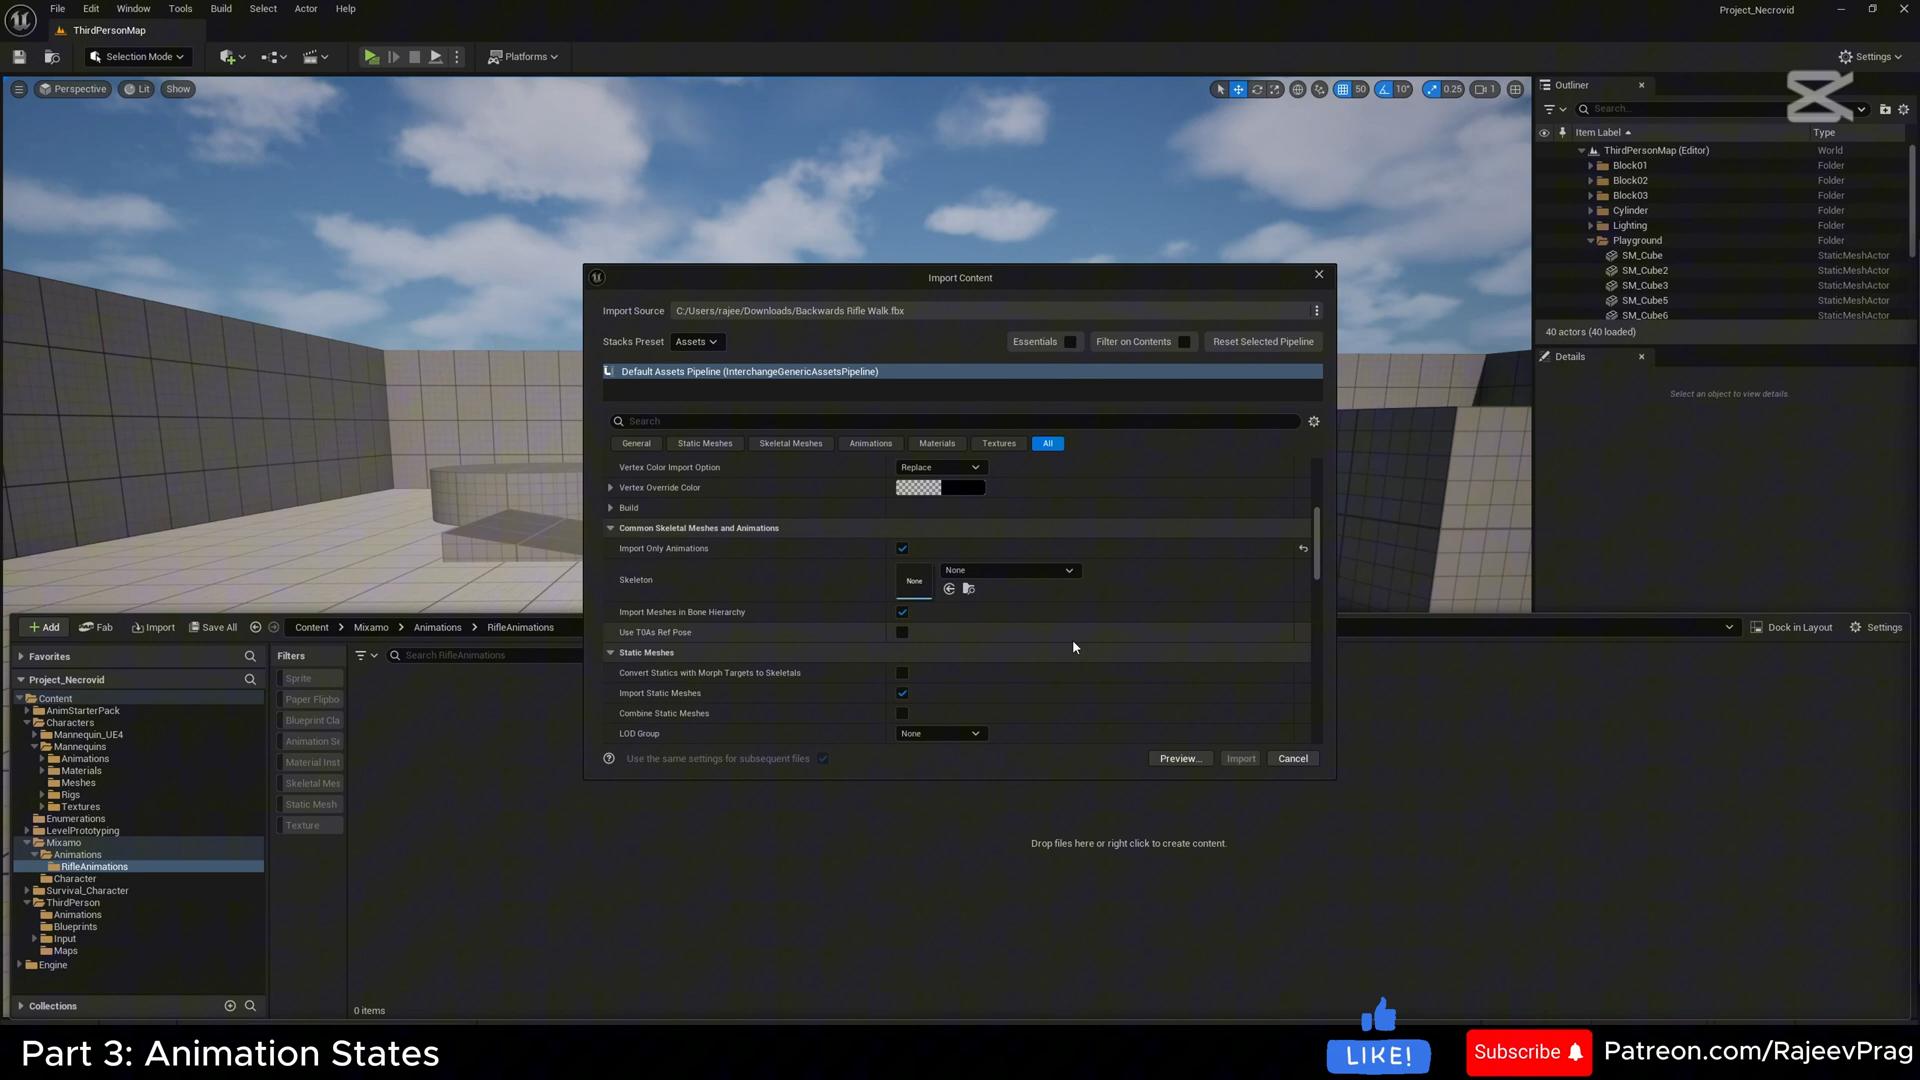 File Edit Window Tools Build Select Actor Help
Project_Necrovid
ThirdPersonMap
Selection Mode
Platforms
Settings
Perspective
Lit
Show
50
10°
0.25
1
Outliner
Search...
Item Label
Type
ThirdPersonMap (Editor) World
Block01 Folder
Block02 Folder
Block03 Folder
Cylinder Folder
Lighting Folder
Playground Folder
SM_Cube StaticMeshActor
SM_Cube2 StaticMeshActor
SM_Cube3 StaticMeshActor
SM_Cube5 StaticMeshActor
SM_Cube6 StaticMeshActor
40 actors (40 loaded)
Details
Select an object to view details.
Import Content
Import Source C:/Users/rajee/Downloads/Backwards Rifle Walk.fbx
Stacks Preset Assets Essentials Filter on Contents Reset Selected Pipeline
Default Assets Pipeline (InterchangeGenericAssetsPipeline)
Search
General Static Meshes Skeletal Meshes Animations Materials Textures All
Vertex Color Import Option Replace
Vertex Override Color
Build
Common Skeletal Meshes and Animations
Import Only Animations
Skeleton None None
Import Meshes in Bone Hierarchy
Use T0As Ref Pose
Static Meshes
Convert Statics with Morph Targets to Skeletals
Import Static Meshes
Combine Static Meshes
LOD Group None
Use the same settings for subsequent files
Preview... Import Cancel
Add Fab Import Save All Content Mixamo Animations RifleAnimations
Dock in Layout Settings
Favorites
Project_Necrovid
Content
AnimStarterPack
Characters
Mannequin_UE4
Mannequins
Animations
Materials
Meshes
Rigs
Textures
Enumerations
LevelPrototyping
Mixamo
Animations
RifleAnimations
Character
Survival_Character
ThirdPerson
Animations
Blueprints
Input
Maps
Engine
Collections
Filters
Sprite
Paper Flipbo
Blueprint Cla
Animation Se
Material Inst
Skeletal Mes
Static Mesh
Texture
Search RifleAnimations
Drop files here or right click to create content.
0 items
Part 3: Animation States
LIKE!
Subscribe
Patreon.com/RajeevPrag